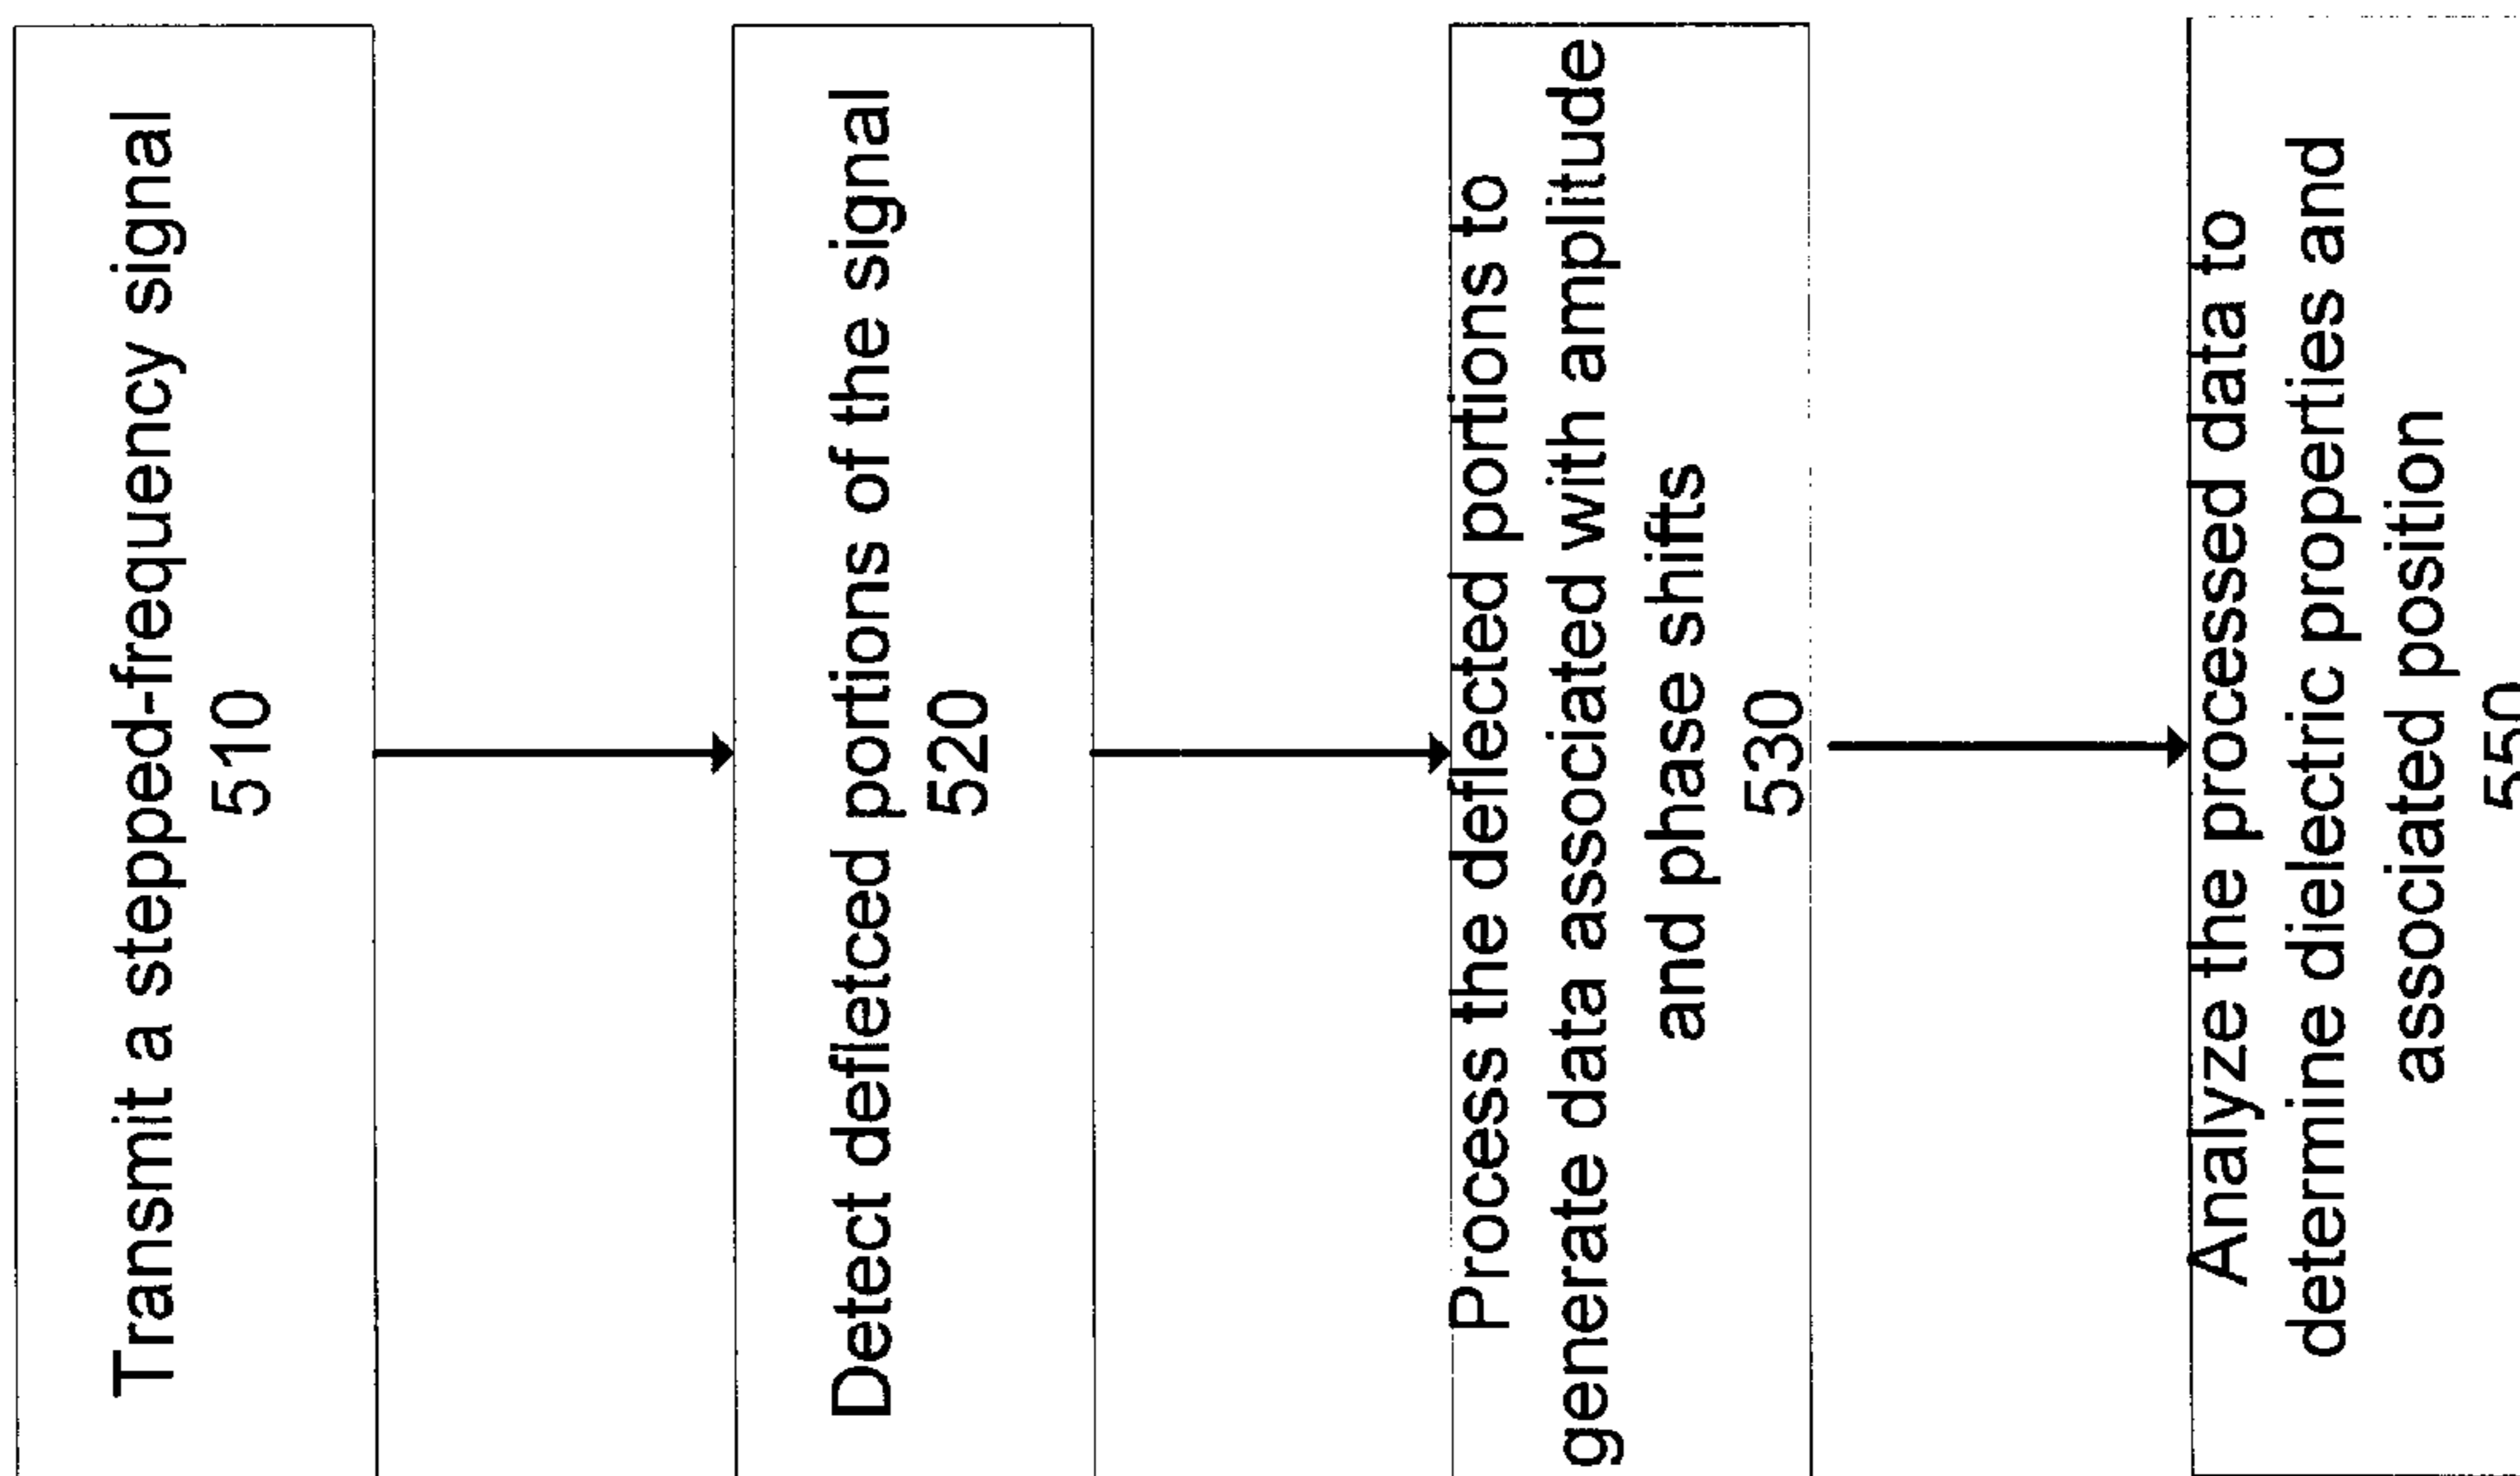 Transmit a stepped-frequency signal
510
Detect defletced portions of the signal
520
Process the deflected portions to
generate data associated with amplitude
and phase shifts
530
Analyze the processed data to
determine dielectric properties and
associated position
550